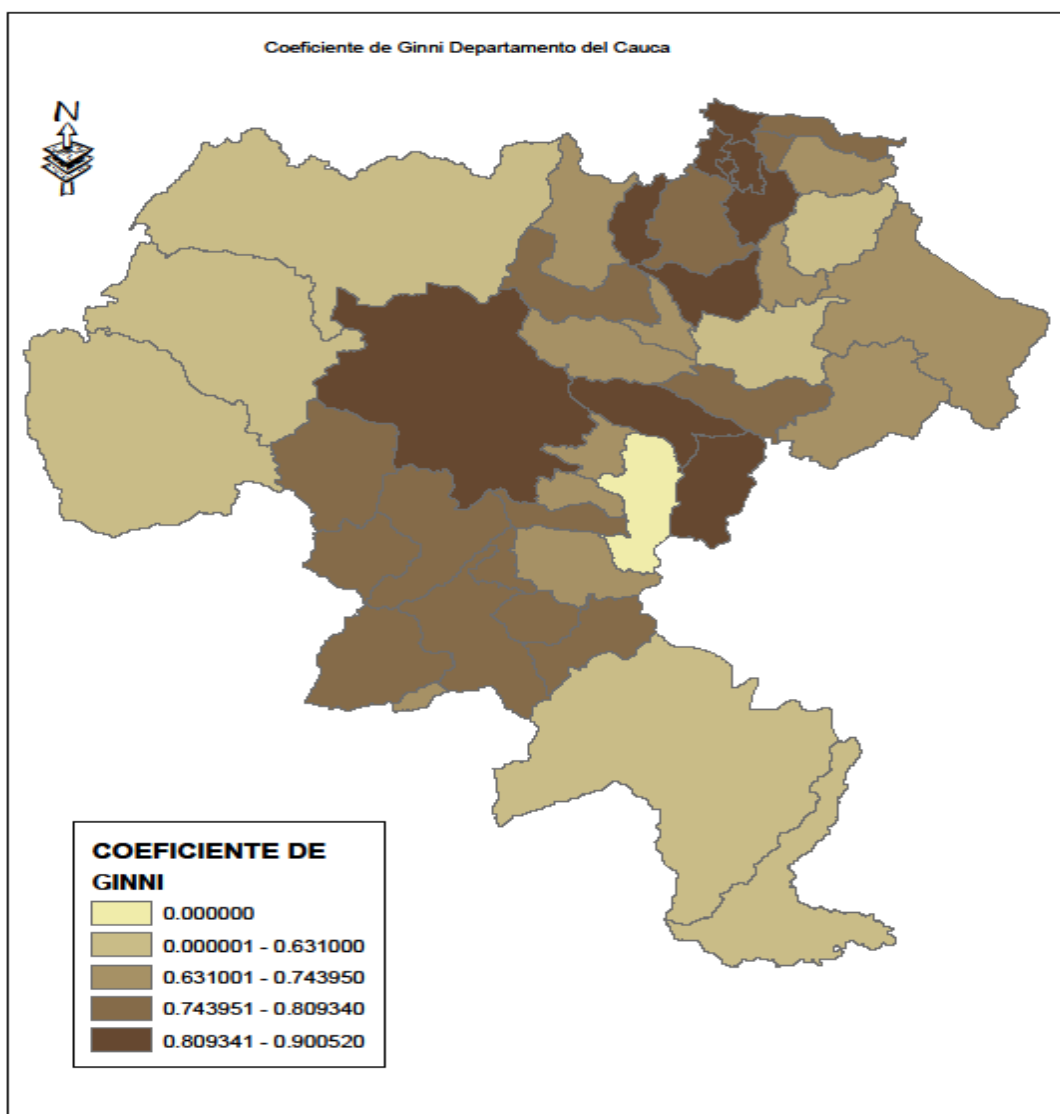 Coeficiente de Ginni Departamento del Cauca
N
COEFICIENTE DE
GINNI
0.000000
0.000001 - 0.631000
0.631001 - 0.743950
0.743951 - 0.809340
0.809341 - 0.900520